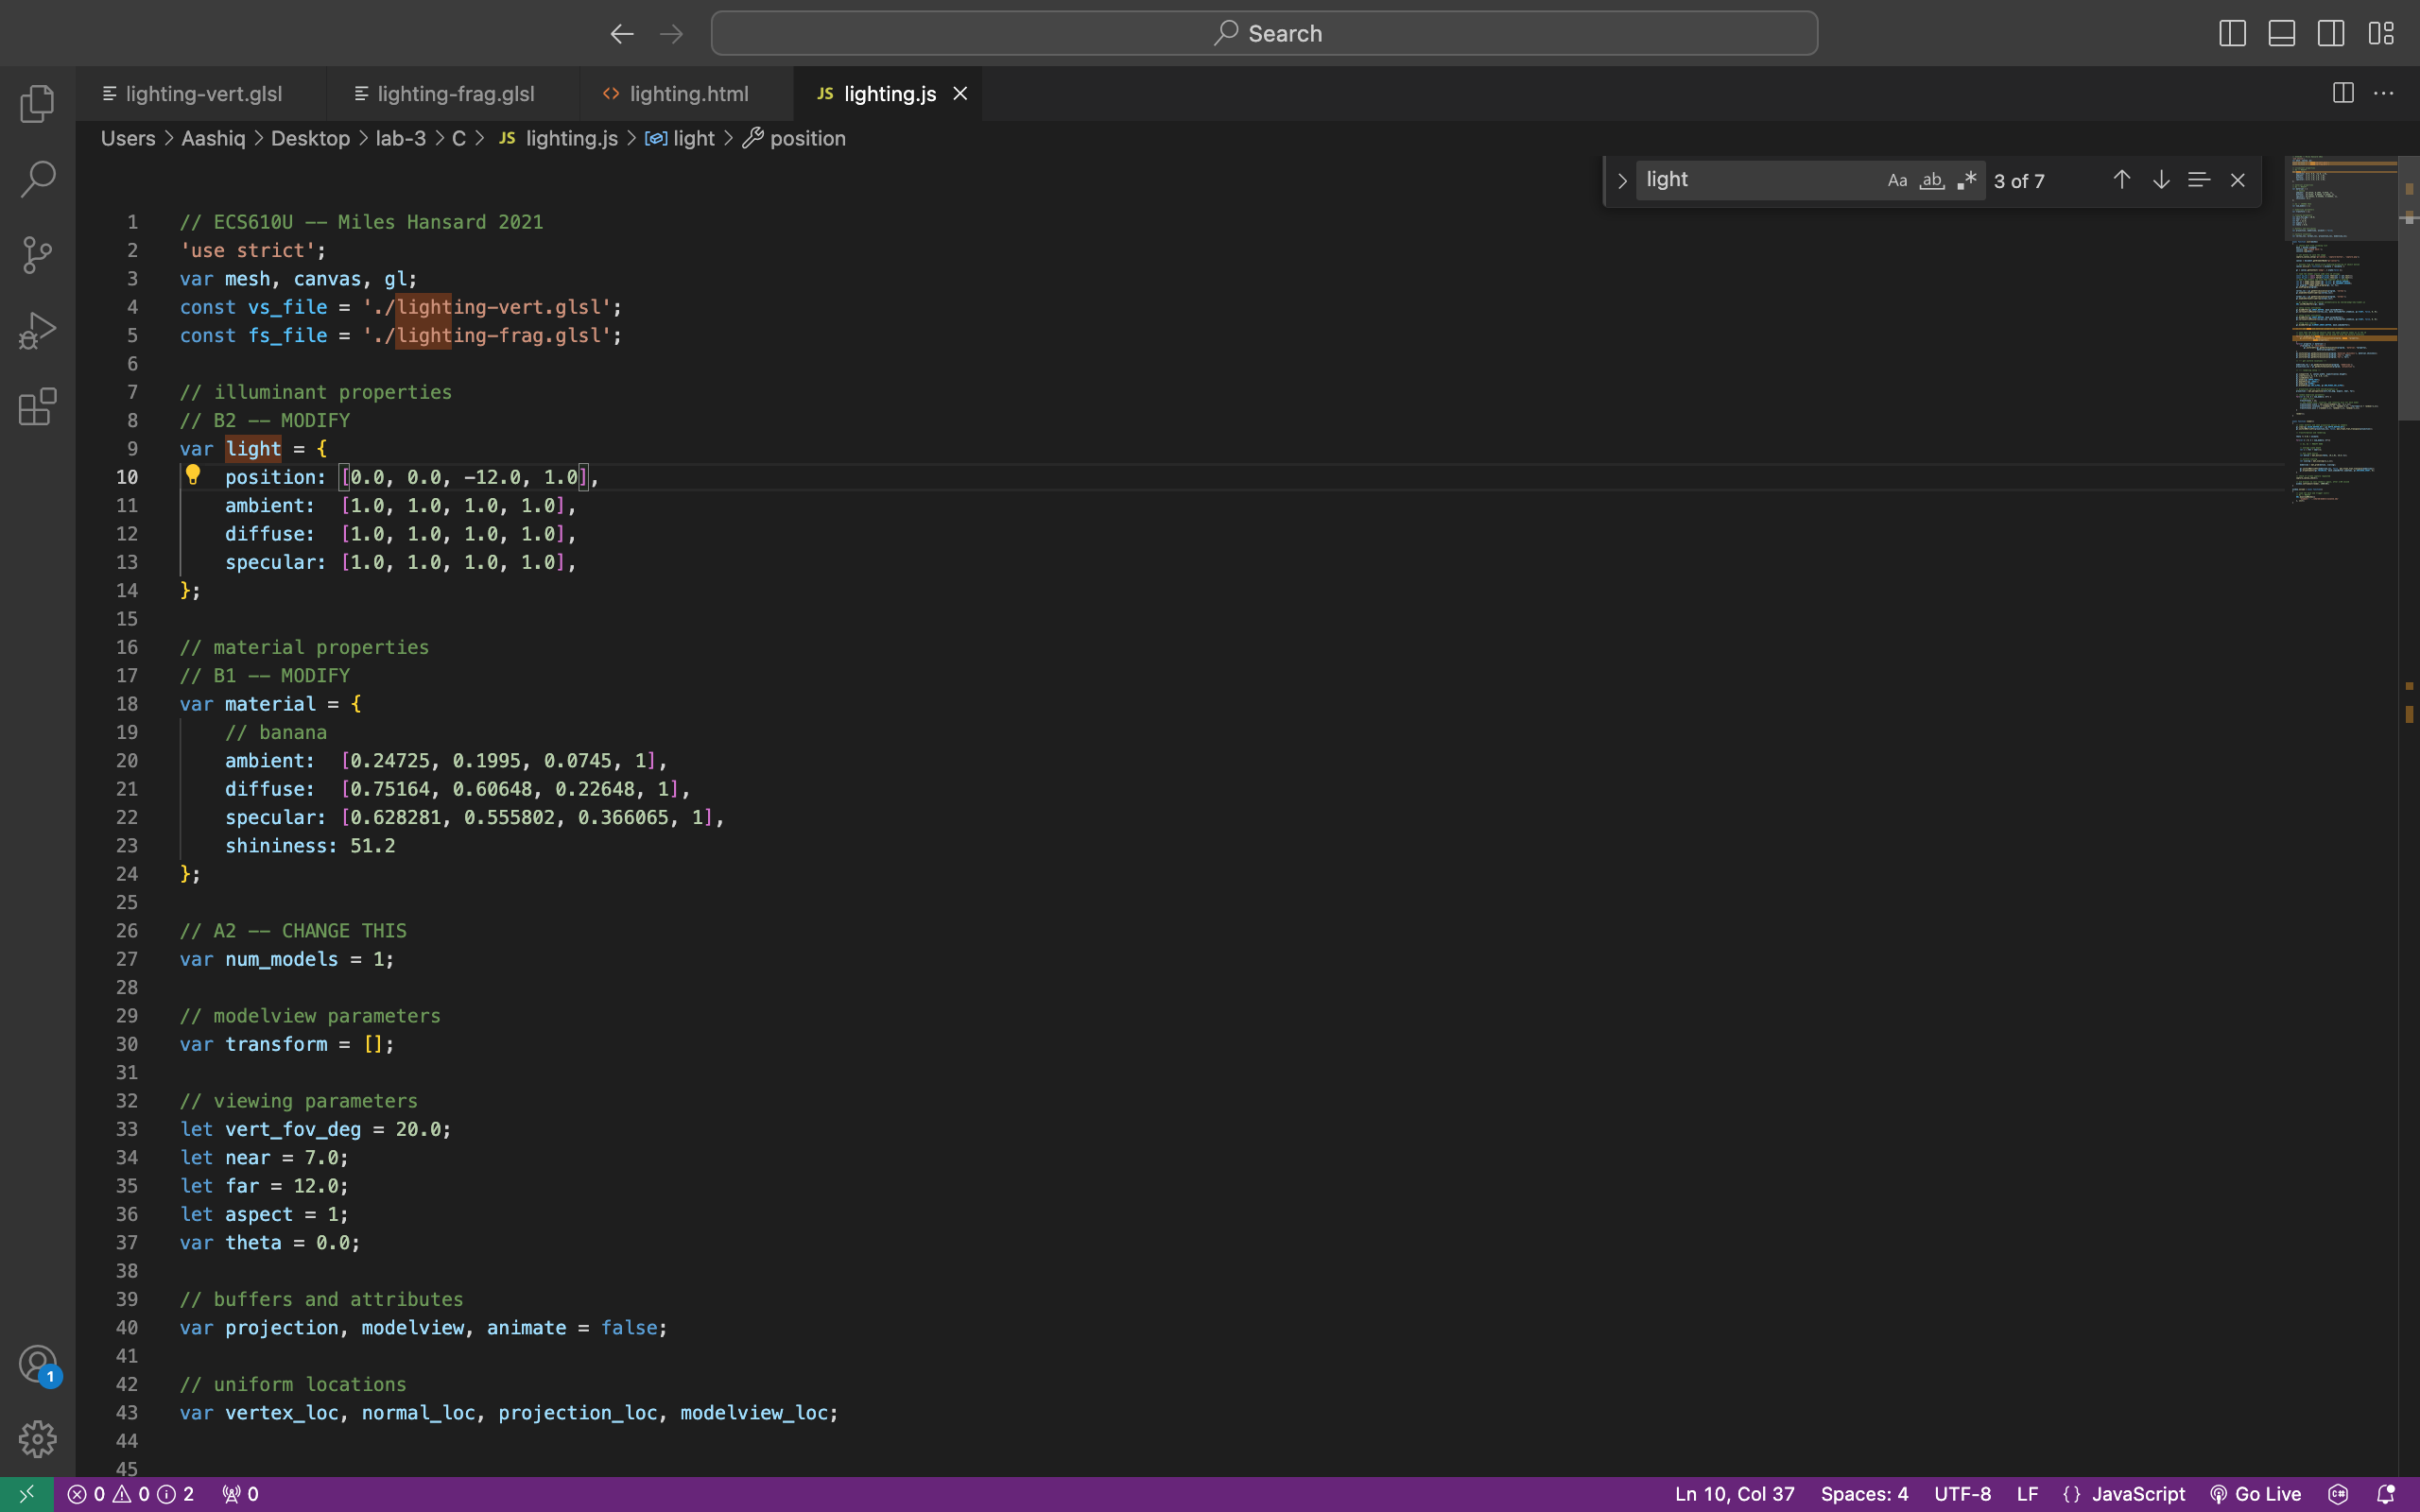 Search
lighting-vert.glsl lighting-frag.glsl <> lighting.html JS lighting.js
Users > Aashiq > Desktop > lab-3 > C > JS lighting.js > light > position
light Aa ab .* 3 of 7
1 // ECS610U -- Miles Hansard 2021
2 'use strict';
3 var mesh, canvas, gl;
4 const vs_file = './lighting-vert.glsl';
5 const fs_file = './lighting-frag.glsl';
6
7 // illuminant properties
8 // B2 -- MODIFY
9 var light = {
10 position: [0.0, 0.0, -12.0, 1.0],
11 ambient: [1.0, 1.0, 1.0, 1.0],
12 diffuse: [1.0, 1.0, 1.0, 1.0],
13 specular: [1.0, 1.0, 1.0, 1.0],
14 };
15
16 // material properties
17 // B1 -- MODIFY
18 var material = {
19 // banana
20 ambient: [0.24725, 0.1995, 0.0745, 1],
21 diffuse: [0.75164, 0.60648, 0.22648, 1],
22 specular: [0.628281, 0.555802, 0.366065, 1],
23 shininess: 51.2
24 };
25
26 // A2 -- CHANGE THIS
27 var num_models = 1;
28
29 // modelview parameters
30 var transform = [];
31
32 // viewing parameters
33 let vert_fov_deg = 20.0;
34 let near = 7.0;
35 let far = 12.0;
36 let aspect = 1;
37 var theta = 0.0;
38
39 // buffers and attributes
40 var projection, modelview, animate = false;
41
42 // uniform locations
43 var vertex_loc, normal_loc, projection_loc, modelview_loc;
44
45
1
0 0 2 0 Ln 10, Col 37 Spaces: 4 UTF-8 LF {} JavaScript Go Live